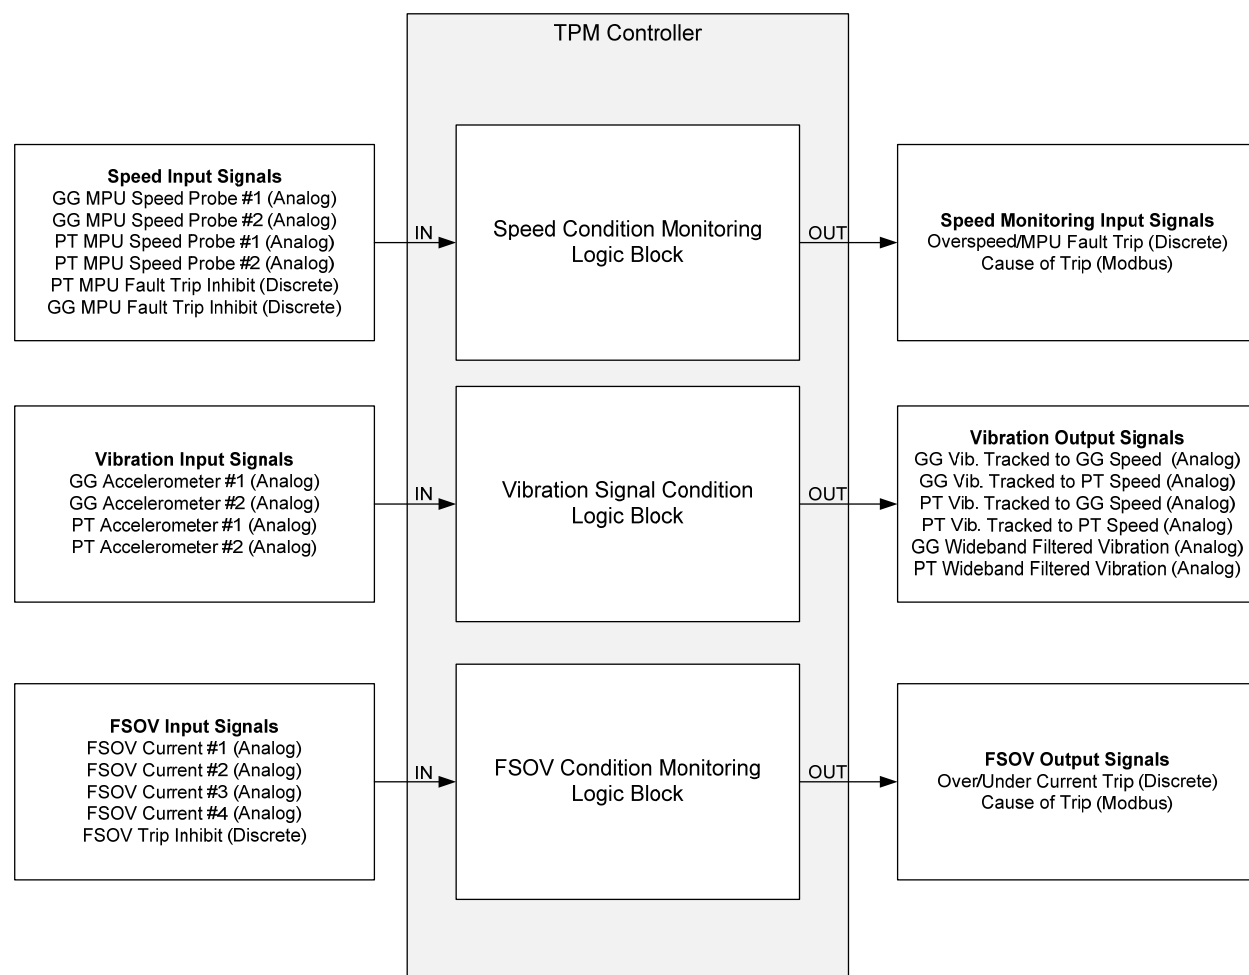 TPM Controller
Speed Input Signals
GG MPU Speed Probe #1 (Analog)
GG MPU Speed Probe #2 (Analog)
PT MPU Speed Probe #1 (Analog)
PT MPU Speed Probe #2 (Analog)
PT MPU Fault Trip Inhibit (Discrete)
GG MPU Fault Trip Inhibit (Discrete)
IN
Speed Condition Monitoring
Logic Block
OUT
Speed Monitoring Input Signals
Overspeed/MPU Fault Trip (Discrete)
Cause of Trip (Modbus)
Vibration Input Signals
GG Accelerometer #1 (Analog)
GG Accelerometer #2 (Analog)
PT Accelerometer #1 (Analog)
PT Accelerometer #2 (Analog)
IN
Vibration Signal Condition
Logic Block
OUT
Vibration Output Signals
GG Vib. Tracked to GG Speed (Analog)
GG Vib. Tracked to PT Speed (Analog)
PT Vib. Tracked to GG Speed (Analog)
PT Vib. Tracked to PT Speed (Analog)
GG Wideband Filtered Vibration (Analog)
PT Wideband Filtered Vibration (Analog)
FSOV Input Signals
FSOV Current #1 (Analog)
FSOV Current #2 (Analog)
FSOV Current #3 (Analog)
FSOV Current #4 (Analog)
FSOV Trip Inhibit (Discrete)
IN
FSOV Condition Monitoring
Logic Block
OUT
FSOV Output Signals
Over/Under Current Trip (Discrete)
Cause of Trip (Modbus)